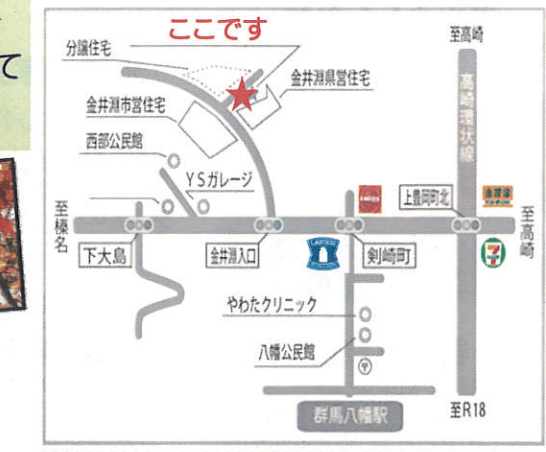 て
ここです
分譲住宅
至高崎
金井淵県営住宅
高崎環状線
金井淵市営住宅
西部公民館
YSガレージ
上豊岡町北
至榛名
至高崎
下大島
金井淵入口
LAWSON
剣崎町
やわたクリニック
八幡公民館
群馬八幡駅
至R18